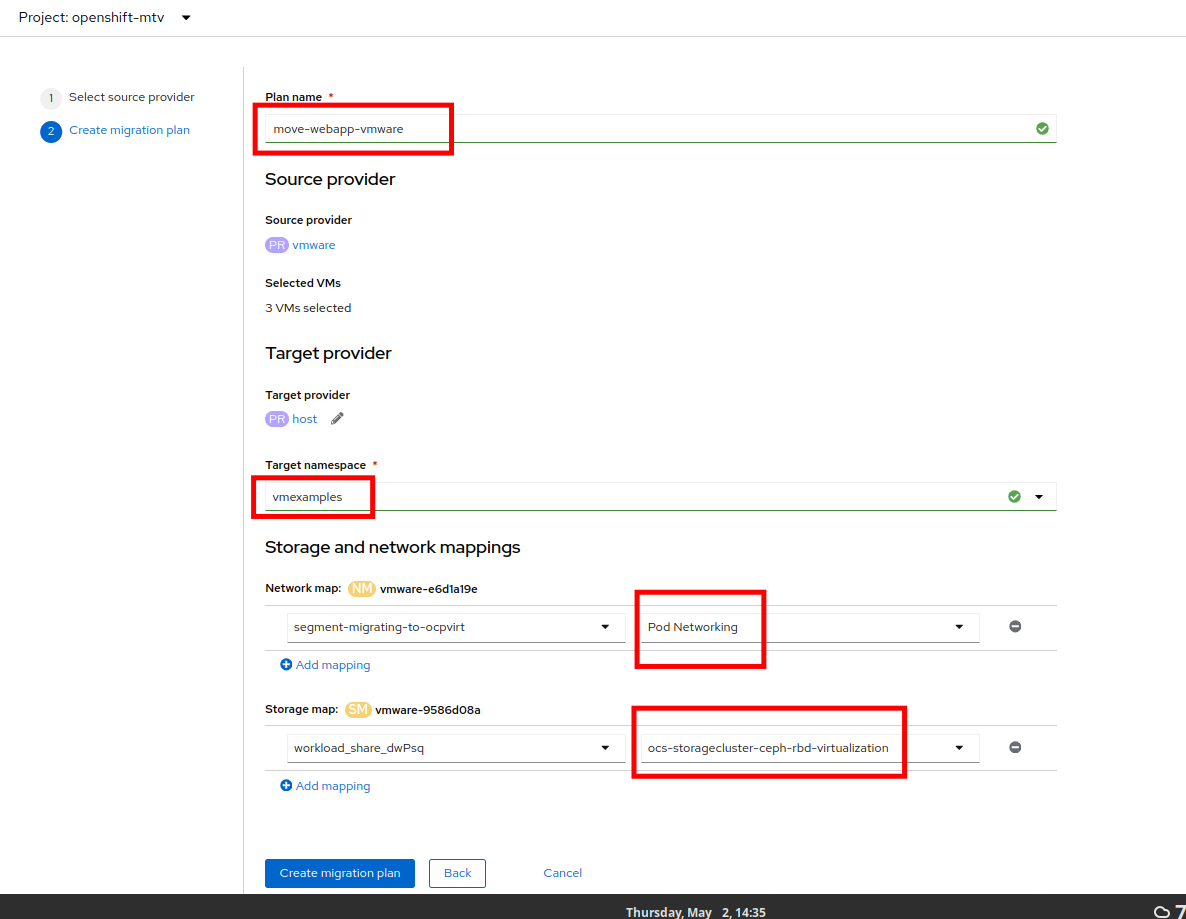 Project: openshift-mtv
1 Select source provider
2 Create migration plan
Plan name *
move-webapp-vmware
Source provider
Source provider
PR vmware
Selected VMs
3 VMs selected
Target provider
Target provider
PR host
Target namespace *
vmexamples
Storage and network mappings
Network map: NM vmware-e6d1a19e
segment-migrating-to-ocpvirt Pod Networking
Add mapping
Storage map: SM vmware-9586d08a
workload_share_dwPsq ocs-storagecluster-ceph-rbd-virtualization
Add mapping
Create migration plan Back Cancel
Thursday, May 2, 14:35 7